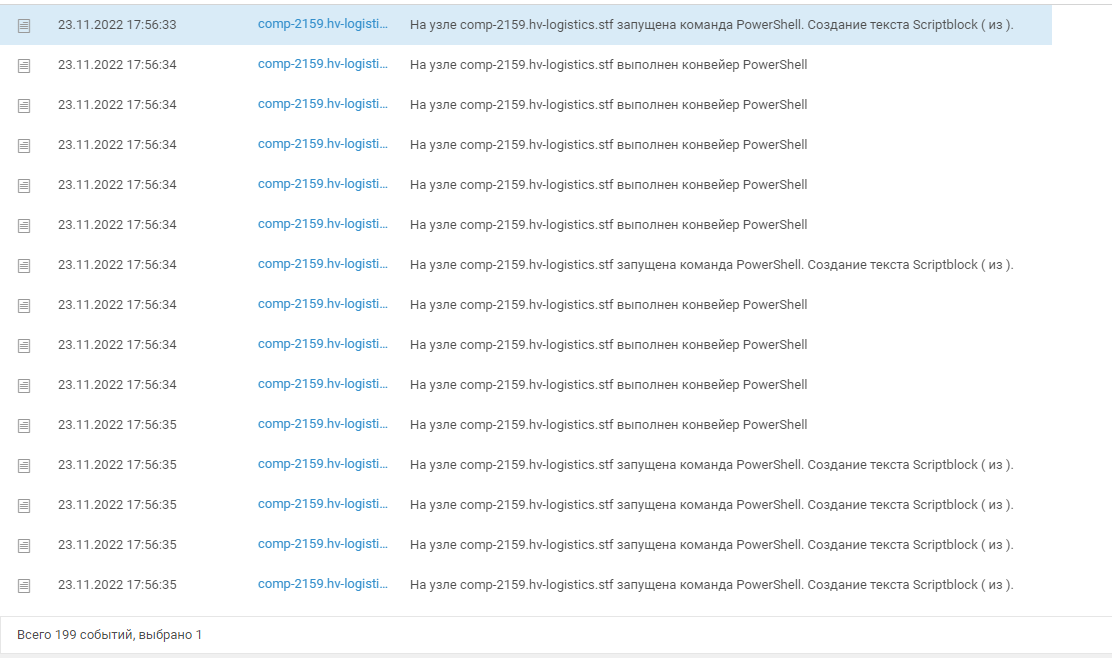 23.11.2022 17:56:33 comp-2159.hv-logisti... На узле comp-2159.hv-logistics.stf запущена команда PowerShell. Создание текста Scriptblock ( из ).
23.11.2022 17:56:34 comp-2159.hv-logisti... На узле comp-2159.hv-logistics.stf выполнен конвейер PowerShell
23.11.2022 17:56:34 comp-2159.hv-logisti... На узле comp-2159.hv-logistics.stf выполнен конвейер PowerShell
23.11.2022 17:56:34 comp-2159.hv-logisti... На узле comp-2159.hv-logistics.stf выполнен конвейер PowerShell
23.11.2022 17:56:34 comp-2159.hv-logisti... На узле comp-2159.hv-logistics.stf выполнен конвейер PowerShell
23.11.2022 17:56:34 comp-2159.hv-logisti... На узле comp-2159.hv-logistics.stf выполнен конвейер PowerShell
23.11.2022 17:56:34 comp-2159.hv-logisti... На узле comp-2159.hv-logistics.stf запущена команда PowerShell. Создание текста Scriptblock ( из ).
23.11.2022 17:56:34 comp-2159.hv-logisti... На узле comp-2159.hv-logistics.stf выполнен конвейер PowerShell
23.11.2022 17:56:34 comp-2159.hv-logisti... На узле comp-2159.hv-logistics.stf выполнен конвейер PowerShell
23.11.2022 17:56:34 comp-2159.hv-logisti... На узле comp-2159.hv-logistics.stf выполнен конвейер PowerShell
23.11.2022 17:56:35 comp-2159.hv-logisti... На узле comp-2159.hv-logistics.stf выполнен конвейер PowerShell
23.11.2022 17:56:35 comp-2159.hv-logisti... На узле comp-2159.hv-logistics.stf запущена команда PowerShell. Создание текста Scriptblock ( из ).
23.11.2022 17:56:35 comp-2159.hv-logisti... На узле comp-2159.hv-logistics.stf запущена команда PowerShell. Создание текста Scriptblock ( из ).
23.11.2022 17:56:35 comp-2159.hv-logisti... На узле comp-2159.hv-logistics.stf запущена команда PowerShell. Создание текста Scriptblock ( из ).
23.11.2022 17:56:35 comp-2159.hv-logisti... На узле comp-2159.hv-logistics.stf запущена команда PowerShell. Создание текста Scriptblock ( из ).
Всего 199 событий, выбрано 1